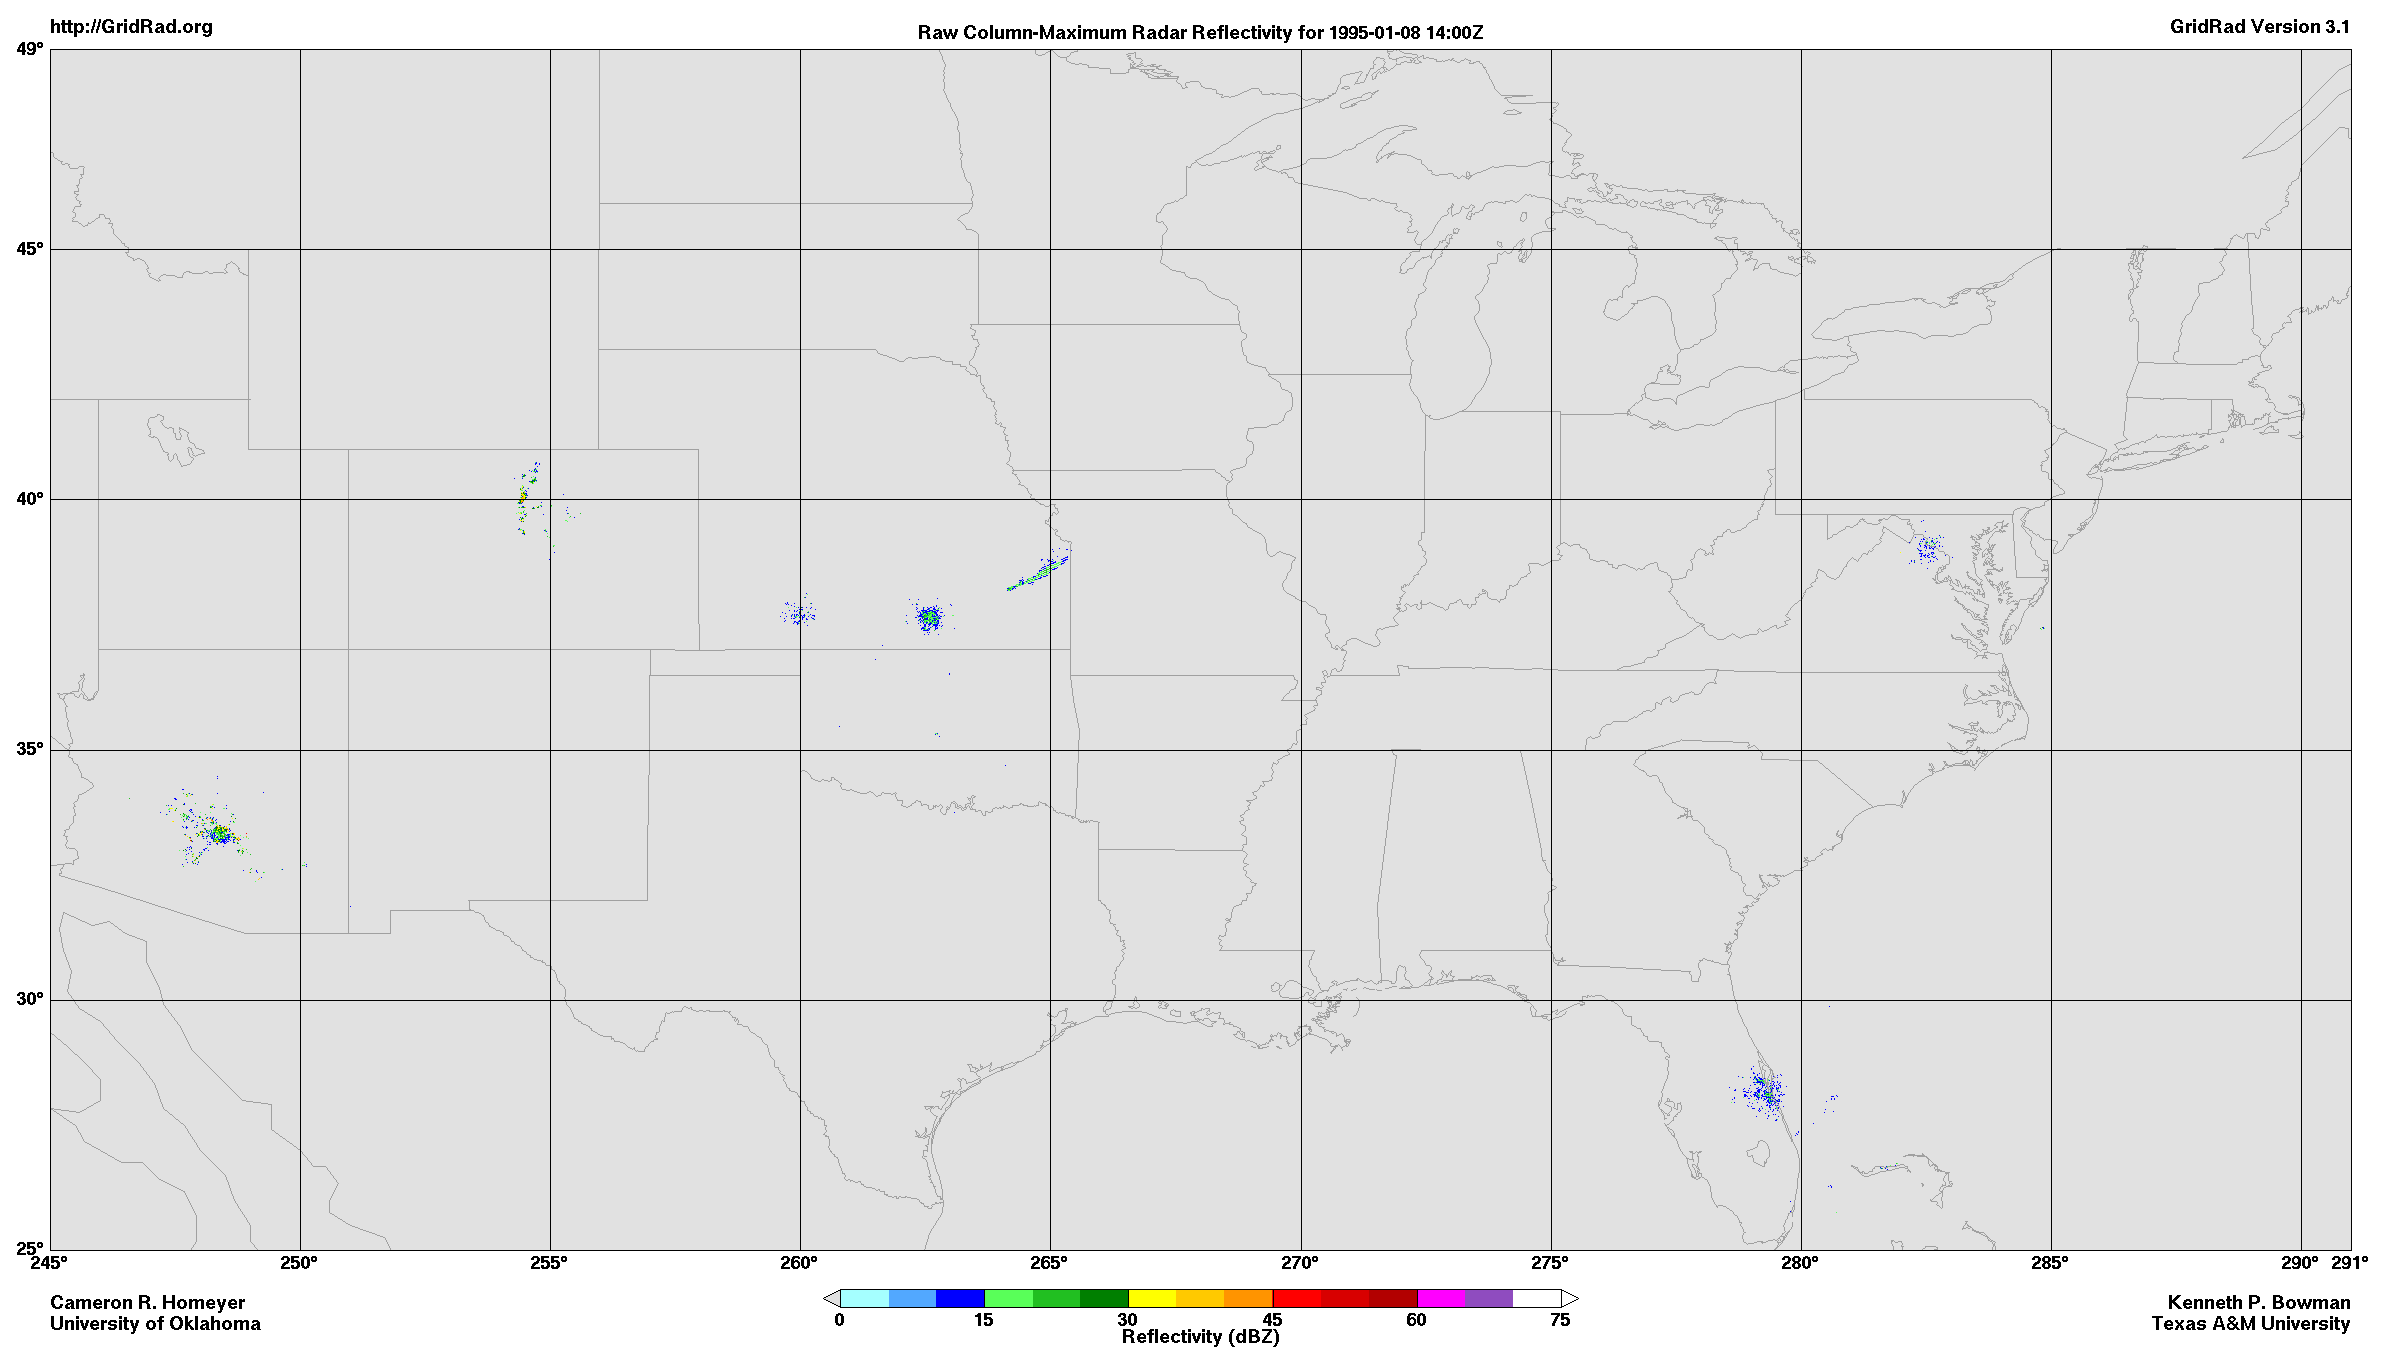 http://GridRad.org
Raw Column-Maximum Radar Reflectivity for 1995-01-08 14:00Z
GridRad Version 3.1
49°
45°
40°
35°
30°
25°
245° 250° 255° 260° 265° 270° 275° 280° 285° 290° 291°
0 15 30 45 60 75
Reflectivity (dBZ)
Cameron R. Homeyer
University of Oklahoma
Kenneth P. Bowman
Texas A&M University